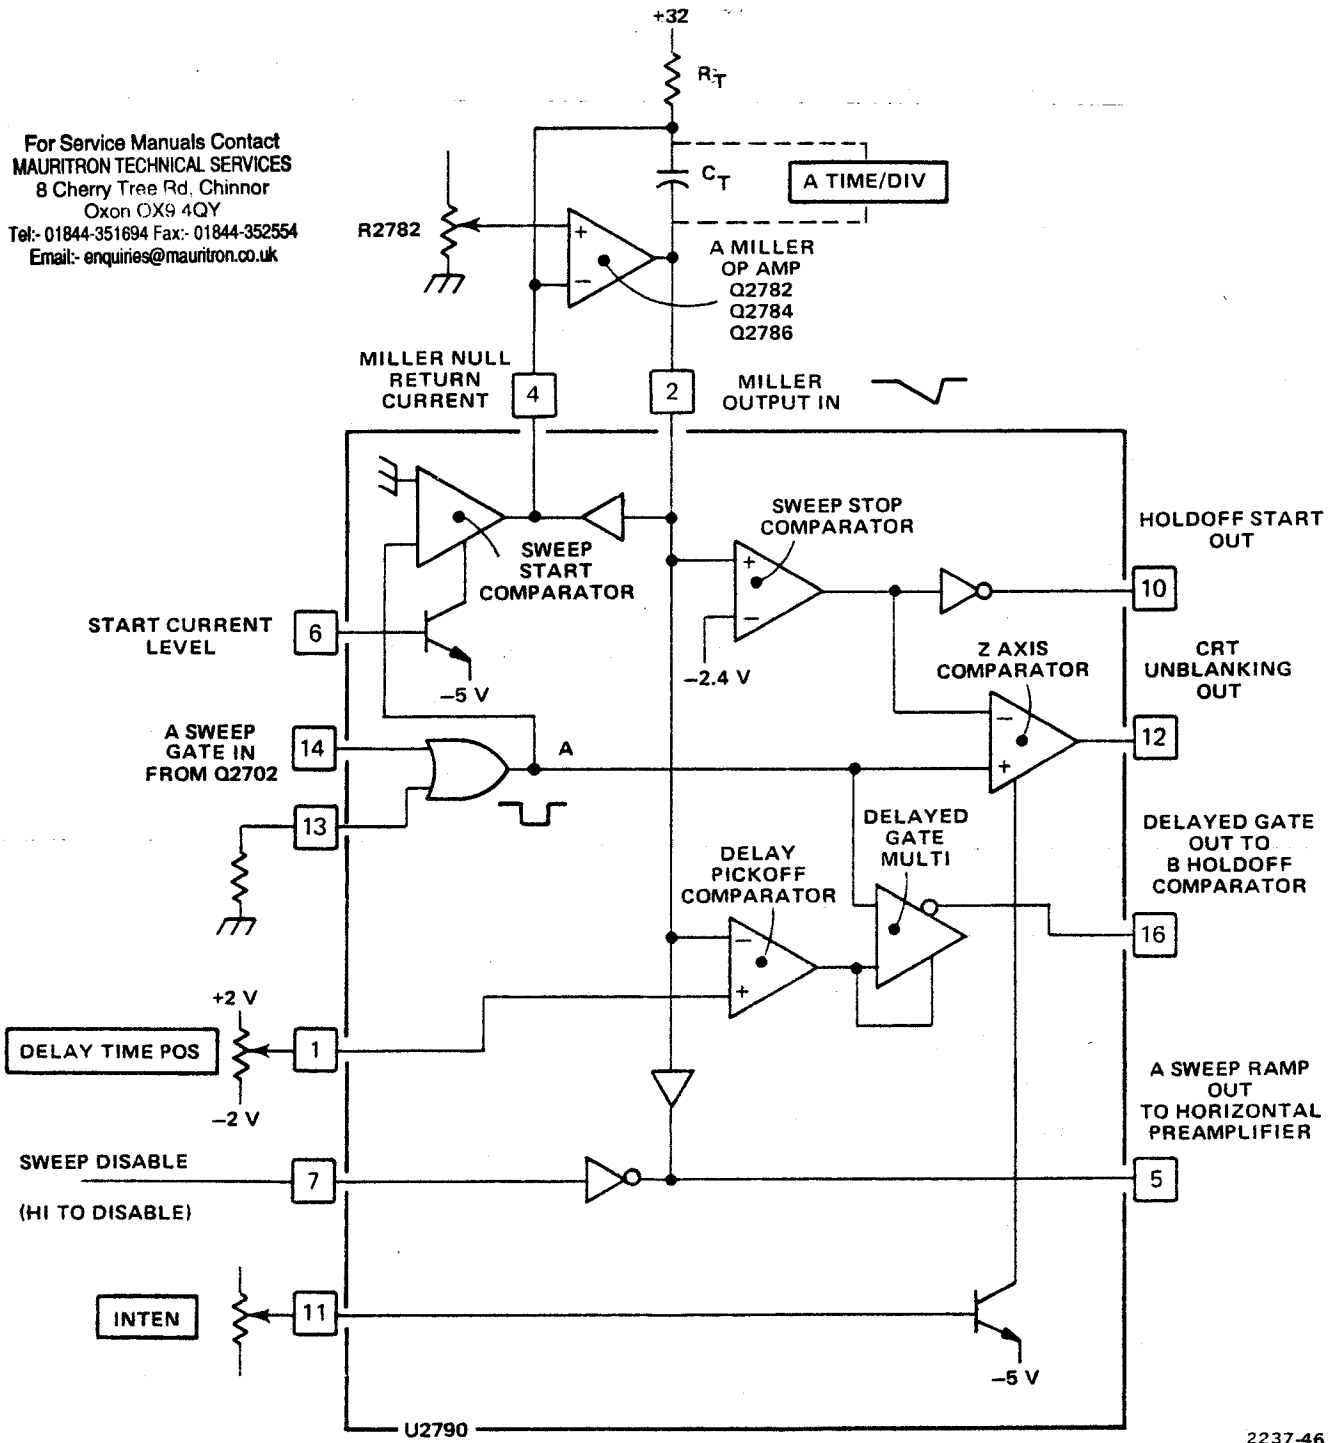 +32
R_T
For Service Manuals Contact
MAURITRON TECHNICAL SERVICES
8 Cherry Tree Rd, Chinnor
Oxon OX9 4QY
Tel:- 01844-351694 Fax:- 01844-352554
Email:- enquiries@mauritron.co.uk
C_T
A TIME/DIV
R2782
+
−
A MILLER
OP AMP
Q2782
Q2784
Q2786
MILLER NULL
RETURN
CURRENT
4
2
MILLER
OUTPUT IN
SWEEP
START
COMPARATOR
SWEEP STOP
COMPARATOR
+
−
−2.4 V
HOLDOFF START
OUT
10
START CURRENT
LEVEL
6
−5 V
Z AXIS
COMPARATOR
−
+
CRT
UNBLANKING
OUT
12
A SWEEP
GATE IN
FROM Q2702
14
A
13
DELAY
PICKOFF
COMPARATOR
−
+
DELAYED
GATE
MULTI
DELAYED GATE
OUT TO
B HOLDOFF
COMPARATOR
16
+2 V
DELAY TIME POS
1
−2 V
A SWEEP RAMP
OUT
TO HORIZONTAL
PREAMPLIFIER
5
SWEEP DISABLE
7
(HI TO DISABLE)
INTEN
11
−5 V
U2790
2237-46